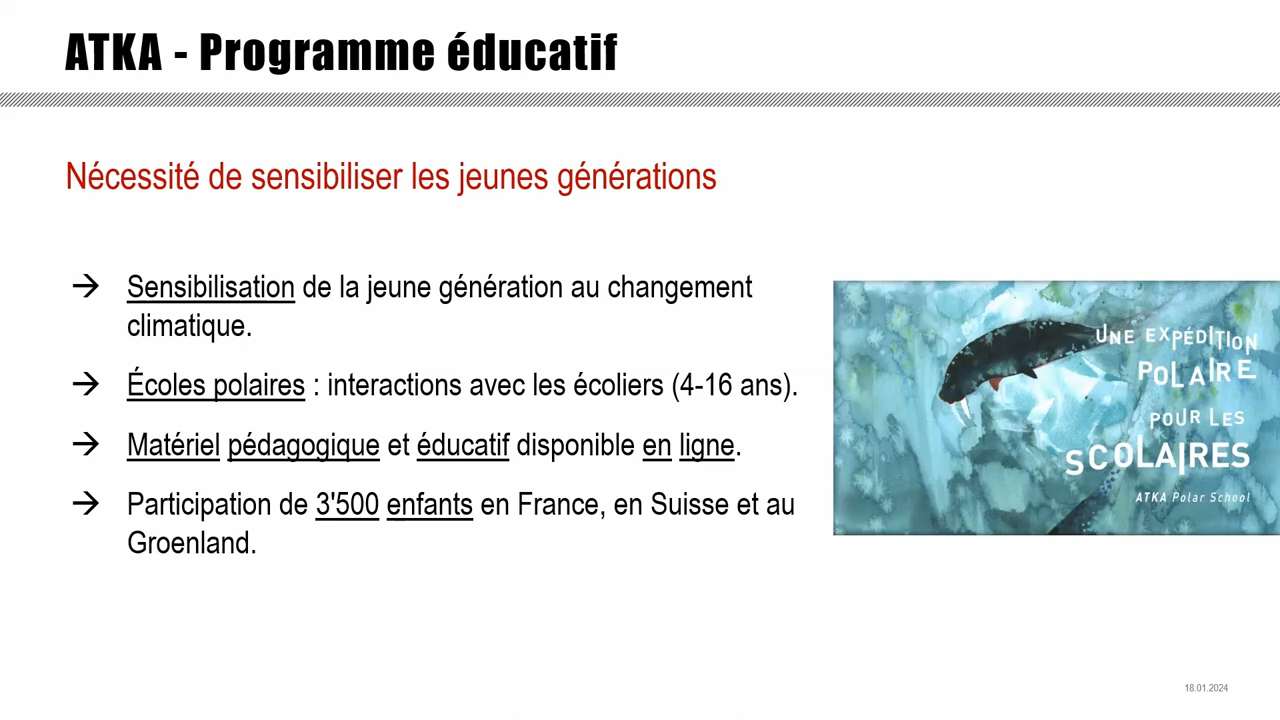 ATKA - Programme éducatif
Nécessité de sensibiliser les jeunes générations
→ Sensibilisation de la jeune génération au changement
climatique.
→ Écoles polaires : interactions avec les écoliers (4-16 ans).
→ Matériel pédagogique et éducatif disponible en ligne.
→ Participation de 3'500 enfants en France, en Suisse et au
Groenland.
UNE EXPÉDITION
POLAIRE
POUR LES
SCOLAIRES
ATKA Polar School
18.01.2024